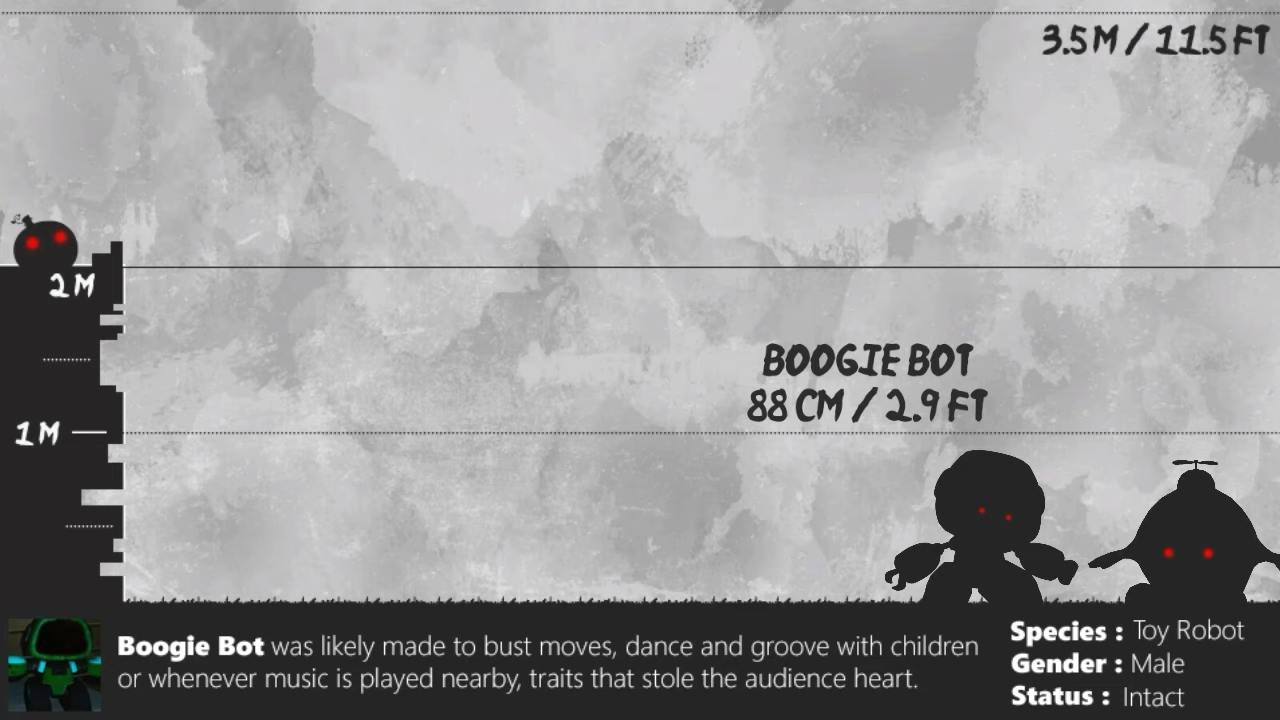 3.5M / 11.5FT
2M
BOOGIE BOT
88 CM / 2.9 FT
1M
Boogie Bot was likely made to bust moves, dance and groove with children
or whenever music is played nearby, traits that stole the audience heart.
Species : Toy Robot
Gender : Male
Status : Intact